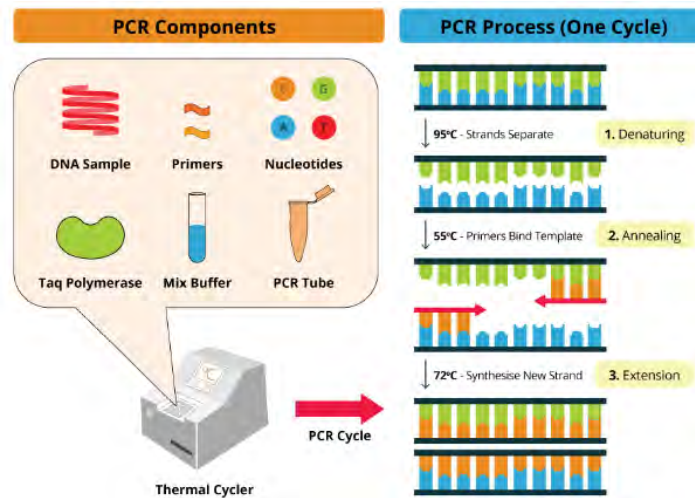 PCR Components
DNA Sample
Primers
C G
A T
Nucleotides
Taq Polymerase
Mix Buffer
PCR Tube
Thermal Cycler
PCR Cycle
PCR Process (One Cycle)
95ºC - Strands Separate
1. Denaturing
55ºC - Primers Bind Template
2. Annealing
72ºC - Synthesise New Strand
3. Extension